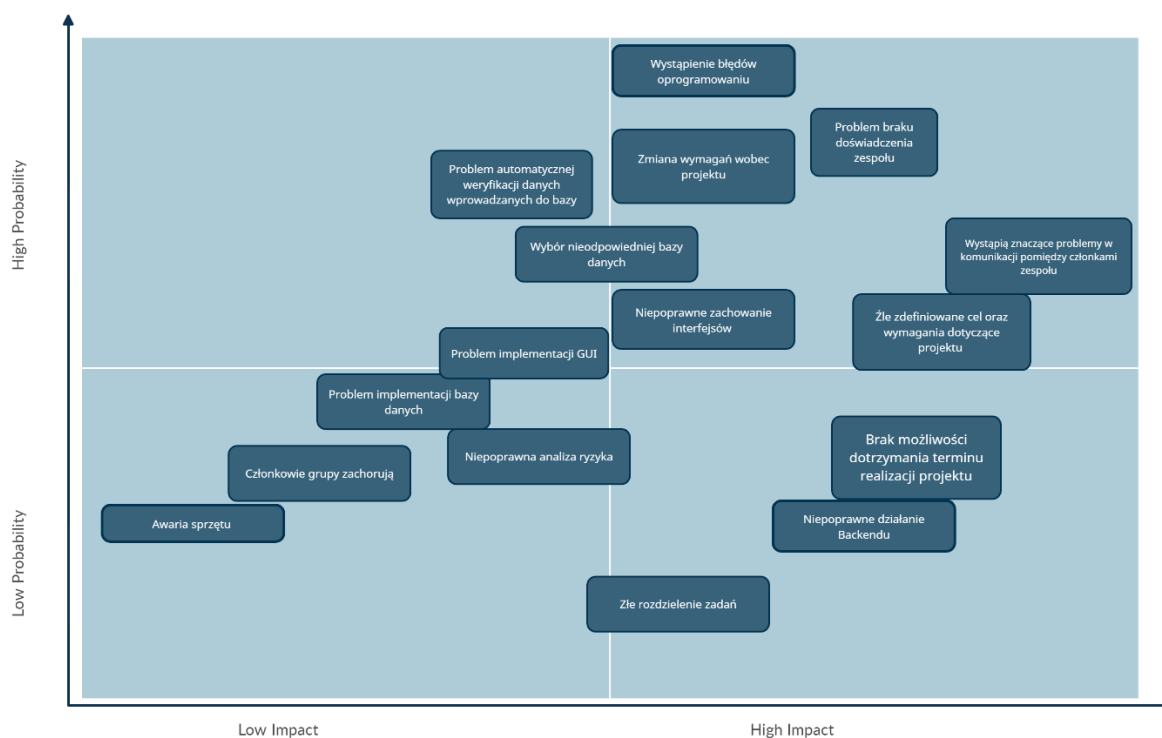 Wystąpienie błędów
oprogramowaniu
Problem braku
doświadczenia
zespołu
Zmiana wymagań wobec
projektu
Problem automatycznej
weryfikacji danych
wprowadzanych do bazy
High Probability
Wybór nieodpowiedniej bazy
danych
Wystąpią znaczące problemy w
komunikacji pomiędzy członkami
zespołu
Niepoprawne zachowanie
interfejsów
Źle zdefiniowane cel oraz
wymagania dotyczące
projektu
Problem implementacji GUI
Problem implementacji bazy
danych
Niepoprawna analiza ryzyka
Brak możliwości
dotrzymania terminu
realizacji projektu
Członkowie grupy zachorują
Awaria sprzętu
Niepoprawne działanie
Backendu
Low Probability
Złe rozdzielenie zadań
Low Impact
High Impact